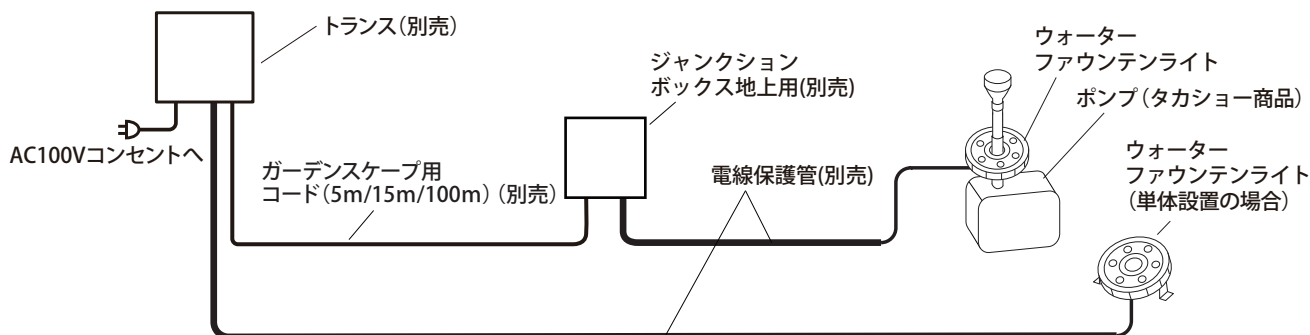 トランス（別売）
AC100Vコンセントへ
ガーデンスケープ用
コード（5m/15m/100m）（別売）
ジャンクション
ボックス地上用(別売)
電線保護管(別売)
ウォーター
ファウンテンライト
ポンプ（タカショー商品）
ウォーター
ファウンテンライト
（単体設置の場合）